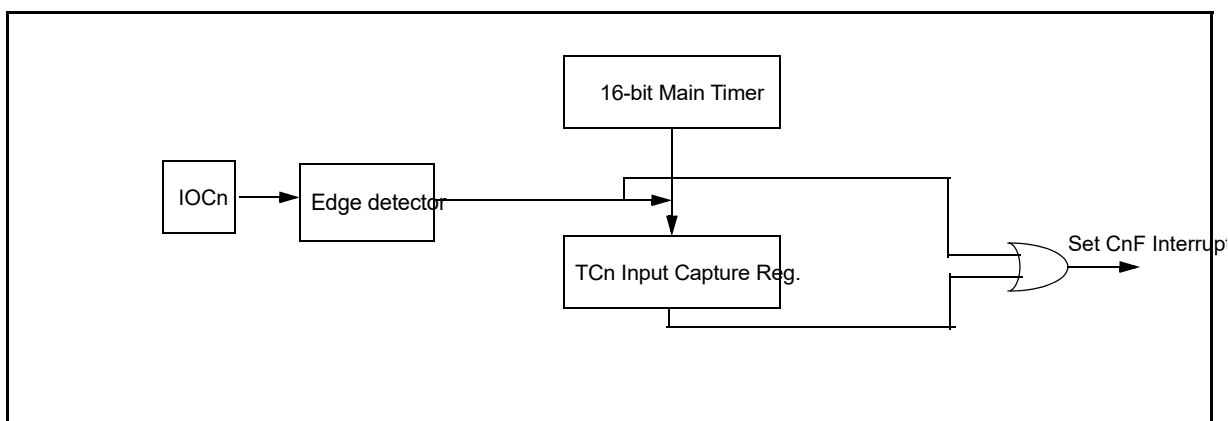 16-bit Main Timer
IOCn
Edge detector
TCn Input Capture Reg.
Set CnF Interrupt